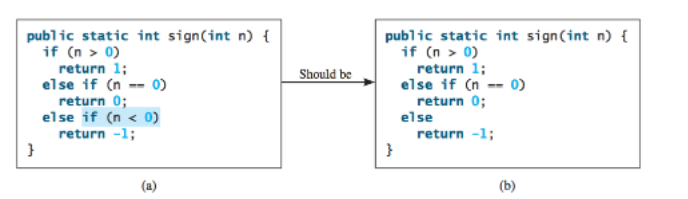 public static int sign(int n) {
if (n > 0)
return 1;
else if (n == 0)
return 0;
else if (n < 0)
return –1;
}
(a)
Should be
public static int sign(int n) {
if (n > 0)
return 1;
else if (n == 0)
return 0;
else
return –1;
}
(b)